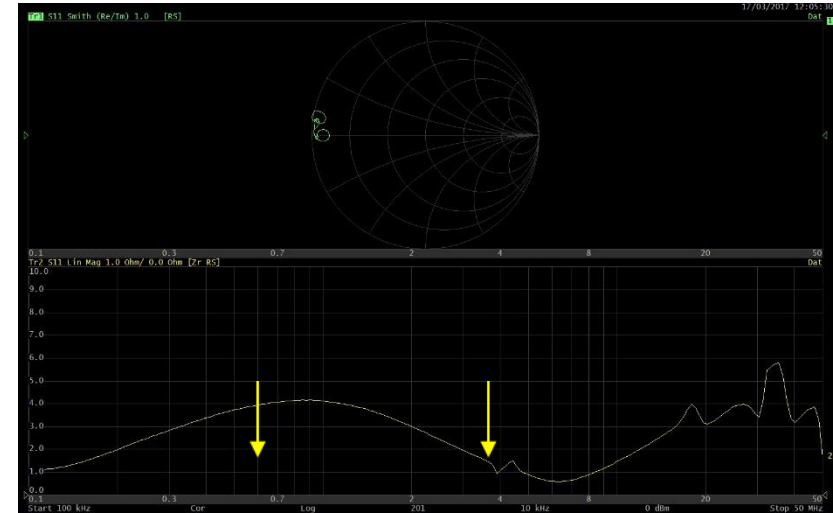 17/03/2017 12:05:30
Tr1 S11 Smith (Re/Im) 1.0 [RS] Dat
1
0.1 0.3 0.7 2 4 8 20 50
Tr2 S11 Lin Mag 1.0 Ohm/ 0.0 Ohm [Zr RS] Dat
10.0
9.0
8.0
7.0
6.0
5.0
4.0
3.0
2.0
2
1.0
0.0
0.1 0.3 0.7 2 4 8 20 50
Start 100 kHz Cor Log 201 10 kHz 0 dBm Stop 50 MHz